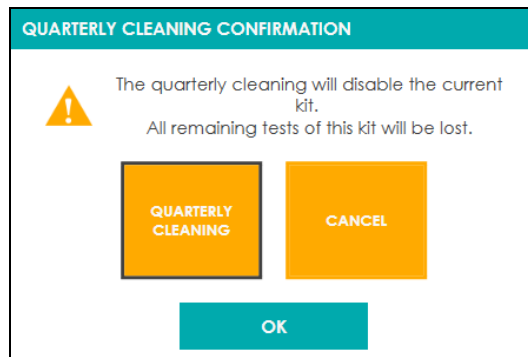 QUARTERLY CLEANING CONFIRMATION
The quarterly cleaning will disable the current
kit.
All remaining tests of this kit will be lost.
QUARTERLY
CLEANING
CANCEL
OK